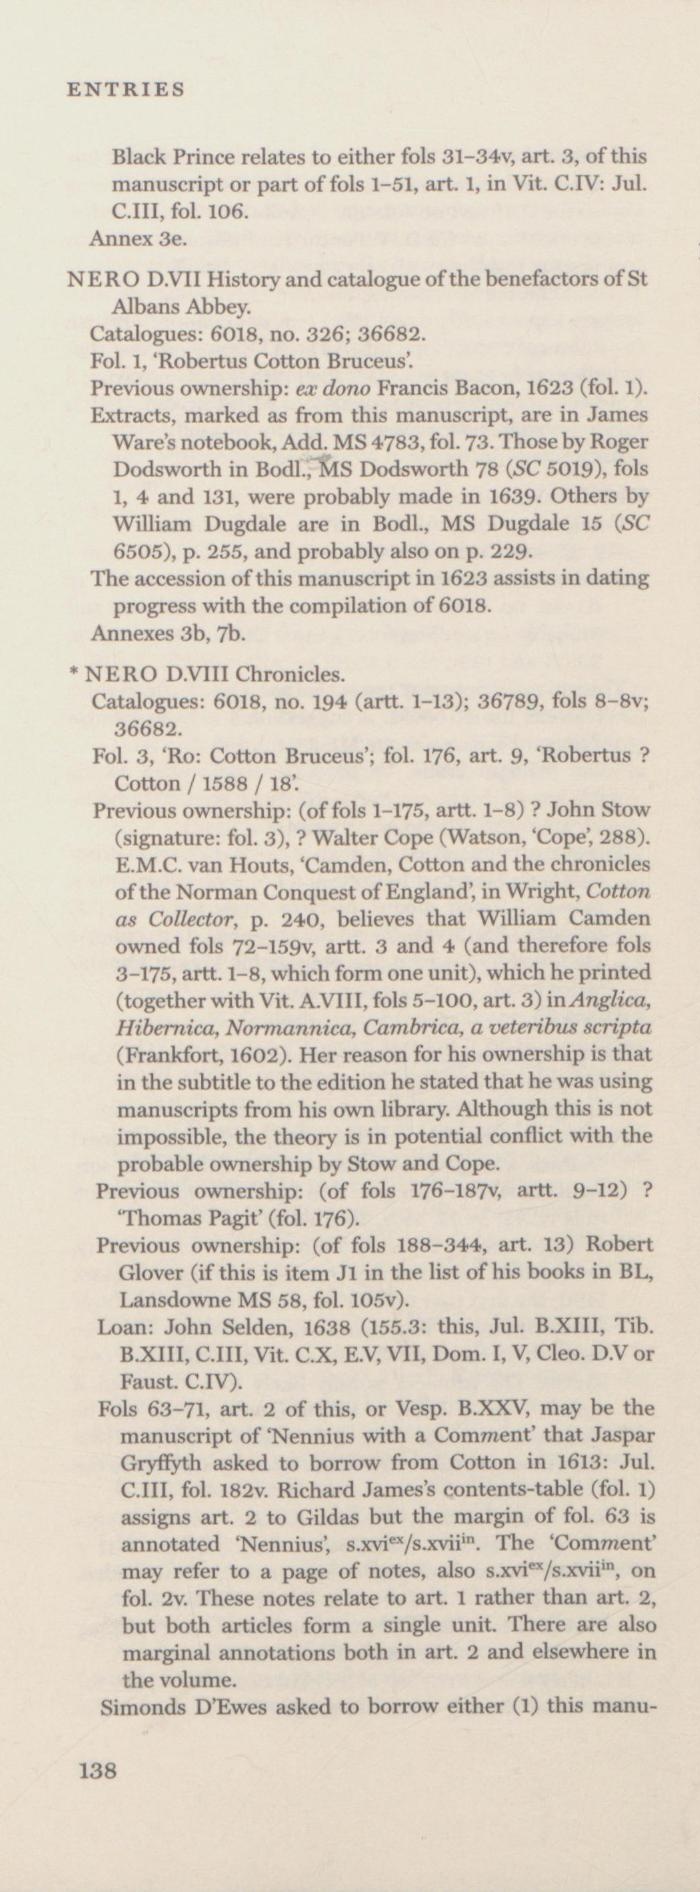 ENTRIES
Black Prince relates to either fols 31–34v, art. 3, of this
manuscript or part of fols 1–51, art. 1, in Vit. C.IV: Jul.
C.III, fol. 106.
Annex 3e.
NERO D.VII History and catalogue of the benefactors of St
Albans Abbey.
Catalogues: 6018, no. 326; 36682.
Fol. 1, ‘Robertus Cotton Bruceus’.
Previous ownership: ex dono Francis Bacon, 1623 (fol. 1).
Extracts, marked as from this manuscript, are in James
Ware’s notebook, Add. MS 4783, fol. 73. Those by Roger
Dodsworth in Bodl., MS Dodsworth 78 (SC 5019), fols
1, 4 and 131, were probably made in 1639. Others by
William Dugdale are in Bodl., MS Dugdale 15 (SC
6505), p. 255, and probably also on p. 229.
The accession of this manuscript in 1623 assists in dating
progress with the compilation of 6018.
Annexes 3b, 7b.
* NERO D.VIII Chronicles.
Catalogues: 6018, no. 194 (artt. 1–13); 36789, fols 8–8v;
36682.
Fol. 3, ‘Ro: Cotton Bruceus’; fol. 176, art. 9, ‘Robertus ?
Cotton / 1588 / 18’.
Previous ownership: (of fols 1–175, artt. 1–8) ? John Stow
(signature: fol. 3), ? Walter Cope (Watson, ‘Cope’, 288).
E.M.C. van Houts, ‘Camden, Cotton and the chronicles
of the Norman Conquest of England’, in Wright, Cotton
as Collector, p. 240, believes that William Camden
owned fols 72–159v, artt. 3 and 4 (and therefore fols
3–175, artt. 1–8, which form one unit), which he printed
(together with Vit. A.VIII, fols 5–100, art. 3) in Anglica,
Hibernica, Normannica, Cambrica, a veteribus scripta
(Frankfort, 1602). Her reason for his ownership is that
in the subtitle to the edition he stated that he was using
manuscripts from his own library. Although this is not
impossible, the theory is in potential conflict with the
probable ownership by Stow and Cope.
Previous ownership: (of fols 176–187v, artt. 9–12) ?
‘Thomas Pagit’ (fol. 176).
Previous ownership: (of fols 188–344, art. 13) Robert
Glover (if this is item J1 in the list of his books in BL,
Lansdowne MS 58, fol. 105v).
Loan: John Selden, 1638 (155.3: this, Jul. B.XIII, Tib.
B.XIII, C.III, Vit. C.X, E.V, VII, Dom. I, V, Cleo. D.V or
Faust. C.IV).
Fols 63–71, art. 2 of this, or Vesp. B.XXV, may be the
manuscript of ‘Nennius with a Comment’ that Jaspar
Gryffyth asked to borrow from Cotton in 1613: Jul.
C.III, fol. 182v. Richard James’s contents-table (fol. 1)
assigns art. 2 to Gildas but the margin of fol. 63 is
annotated ‘Nennius’, s.xviᵉˣ/s.xviiⁱⁿ. The ‘Comment’
may refer to a page of notes, also s.xviᵉˣ/s.xviiⁱⁿ, on
fol. 2v. These notes relate to art. 1 rather than art. 2,
but both articles form a single unit. There are also
marginal annotations both in art. 2 and elsewhere in
the volume.
Simonds D’Ewes asked to borrow either (1) this manu-
138